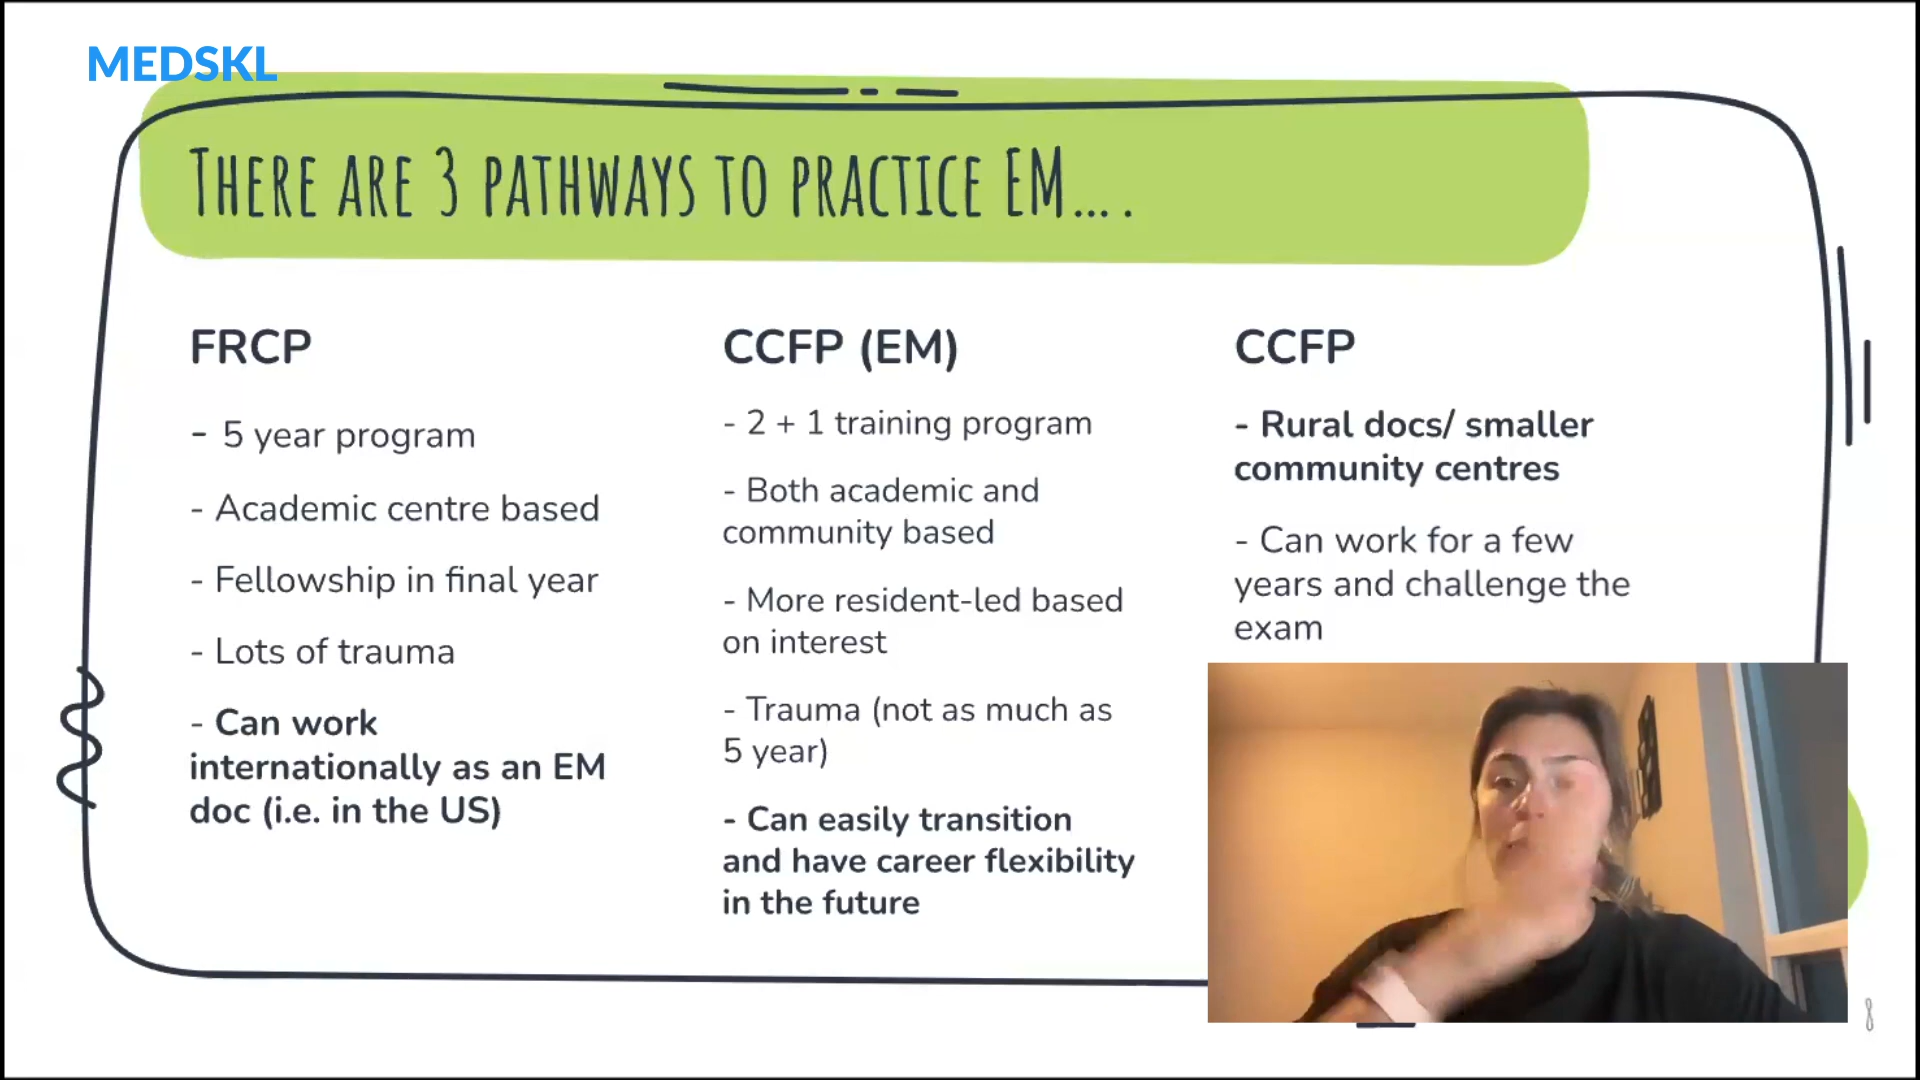 MEDSKL
THERE ARE 3 PATHWAYS TO PRACTICE EM....
FRCP
- 5 year program
- Academic centre based
- Fellowship in final year
- Lots of trauma
- Can work
internationally as an EM
doc (i.e. in the US)
CCFP (EM)
- 2 + 1 training program
- Both academic and
community based
- More resident-led based
on interest
- Trauma (not as much as
5 year)
- Can easily transition
and have career flexibility
in the future
CCFP
- Rural docs/ smaller
community centres
- Can work for a few
years and challenge the
exam
8